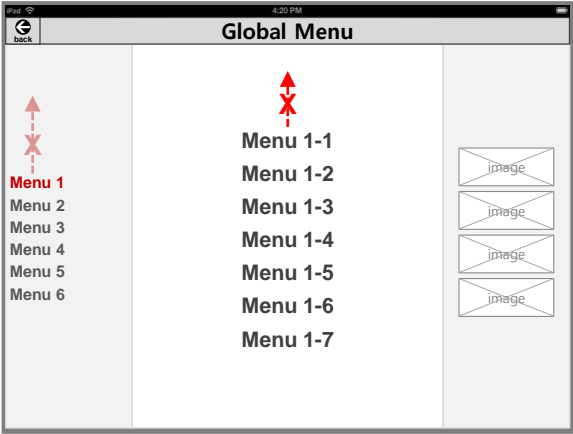 iPad 4:20 PM
back
Global Menu
X
X
Menu 1
Menu 2
Menu 3
Menu 4
Menu 5
Menu 6
Menu 1-1
Menu 1-2
Menu 1-3
Menu 1-4
Menu 1-5
Menu 1-6
Menu 1-7
image
image
image
image